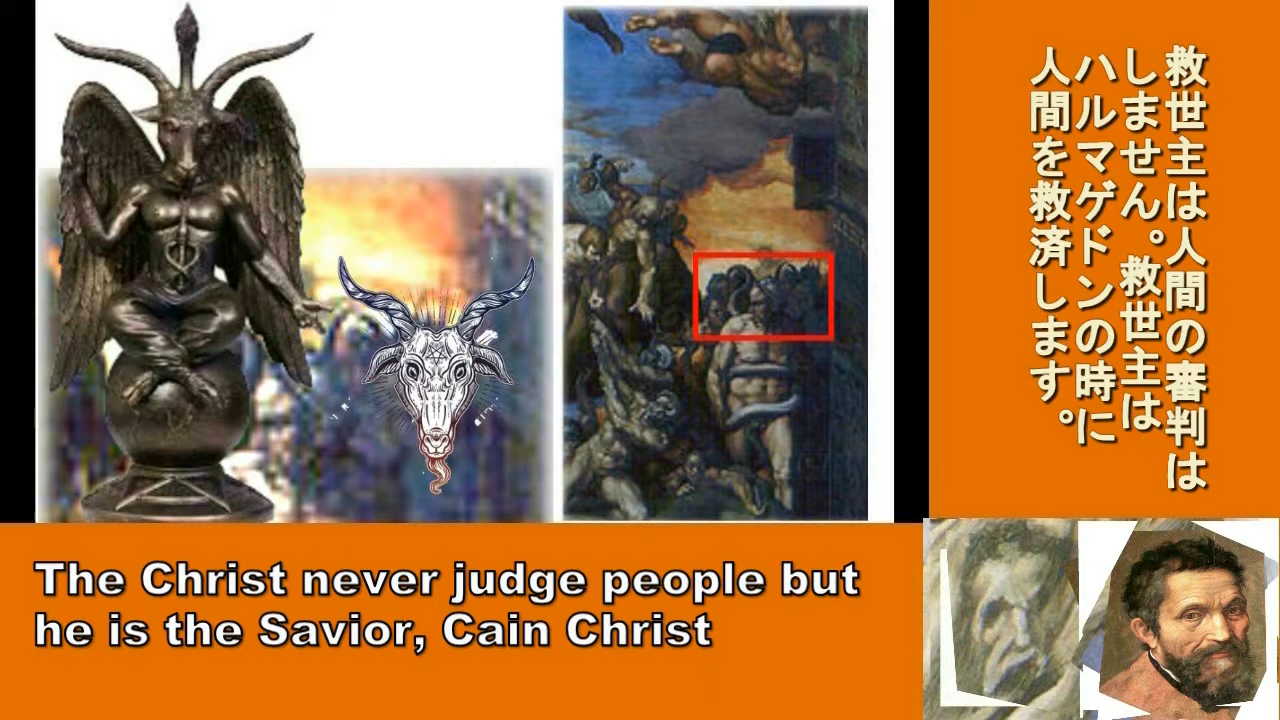 救世主は人間の審判は
しません。救世主は
ハルマゲドンの時に
人間を救済します。
The Christ never judge people but
he is the Savior, Cain Christ